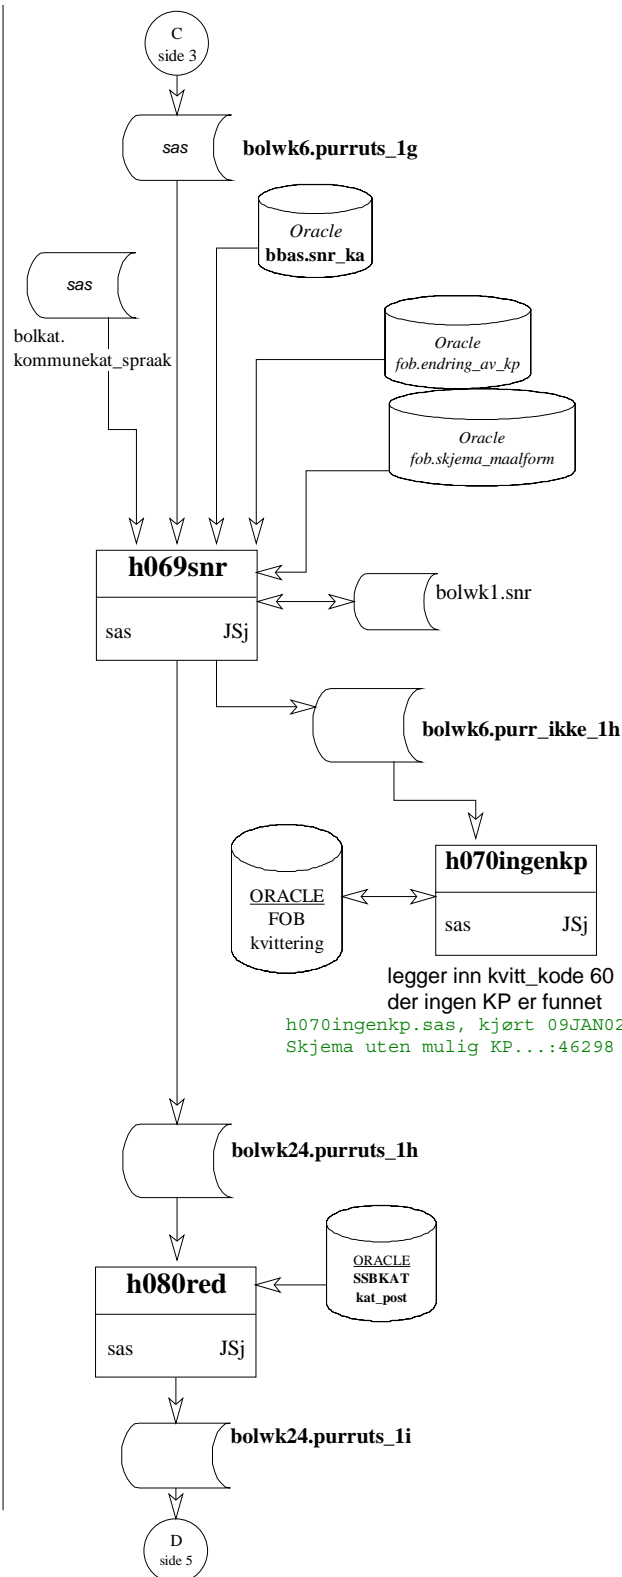 C
side 3
sas
bolwk6.purruts_1g
Oracle
bbas.snr_ka
sas
bolkat.
kommunekat_spraak
Oracle
fob.endring_av_kp
Oracle
fob.skjema_maalform
h069snr
sas JSj
bolwk1.snr
bolwk6.purr_ikke_1h
h070ingenkp
sas JSj
ORACLE
FOB
kvittering
legger inn kvitt_kode 60
der ingen KP er funnet
h070ingenkp.sas, kjørt 09JAN02
Skjema uten mulig KP...:46298
bolwk24.purruts_1h
h080red
sas JSj
ORACLE
SSBKAT
kat_post
bolwk24.purruts_1i
D
side 5